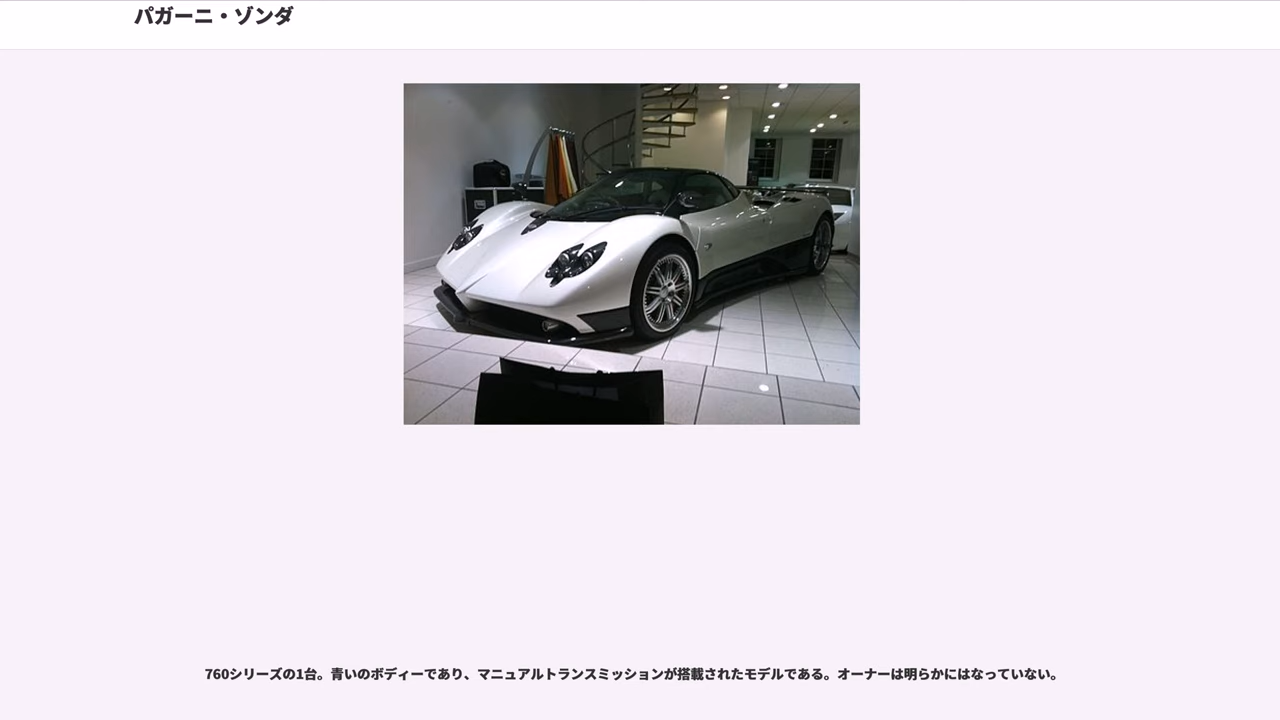 パガーニ・ゾンダ
760シリーズの1台。青いのボディーであり、マニュアルトランスミッションが搭載されたモデルである。オーナーは明らかにはなっていない。